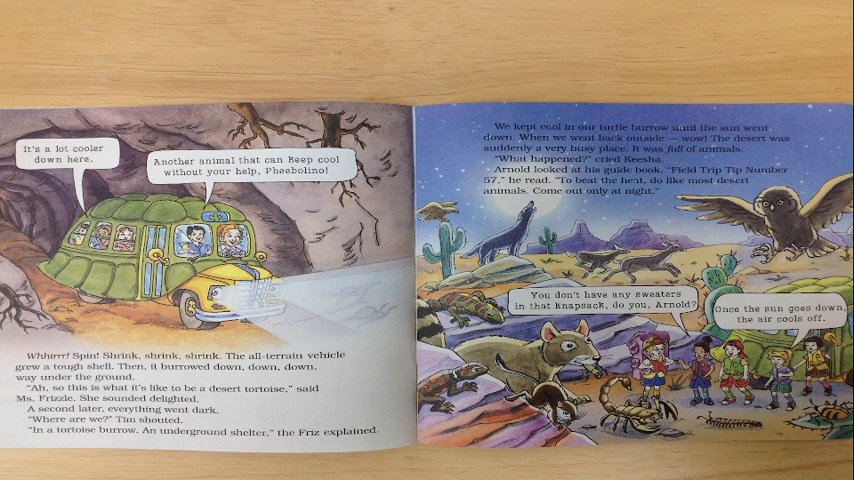 It's a lot cooler
down here.
Another animal that can keep cool
without your help, Pheebolino!
Whhirrr! Spin! Shrink, shrink, shrink. The all-terrain vehicle
grew a tough shell. Then, it burrowed down, down, down,
way under the ground.
"Ah, so this is what it's like to be a desert tortoise," said
Ms. Frizzle. She sounded delighted.
A second later, everything went dark.
"Where are we?" Tim shouted.
"In a tortoise burrow. An underground shelter," the Friz explained.
We kept cool in our turtle burrow until the sun went
down. When we went back outside — wow! The desert was
suddenly a very busy place. It was full of animals.
"What happened?" cried Keesha.
Arnold looked at his guide book. "Field Trip Tip Number
57," he read. "To beat the heat, do like most desert
animals. Come out only at night."
You don't have any sweaters
in that knapsack, do you, Arnold?
Once the sun goes down,
the air cools off.